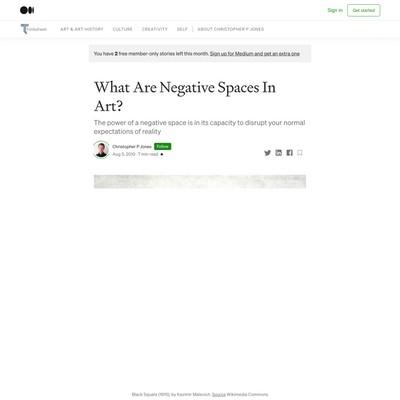 Sign in
Get started
Thinksheet
ART & ART HISTORY
CULTURE
CREATIVITY
SELF
ABOUT CHRISTOPHER P JONES
You have 2 free member-only stories left this month. Sign up for Medium and get an extra one
What Are Negative Spaces In
Art?
The power of a negative space is in its capacity to disrupt your normal
expectations of reality
Christopher P Jones
Follow
Aug 5, 2019 · 7 min read
Black Square (1915) by Kazimir Malevich. Source Wikimedia Commons